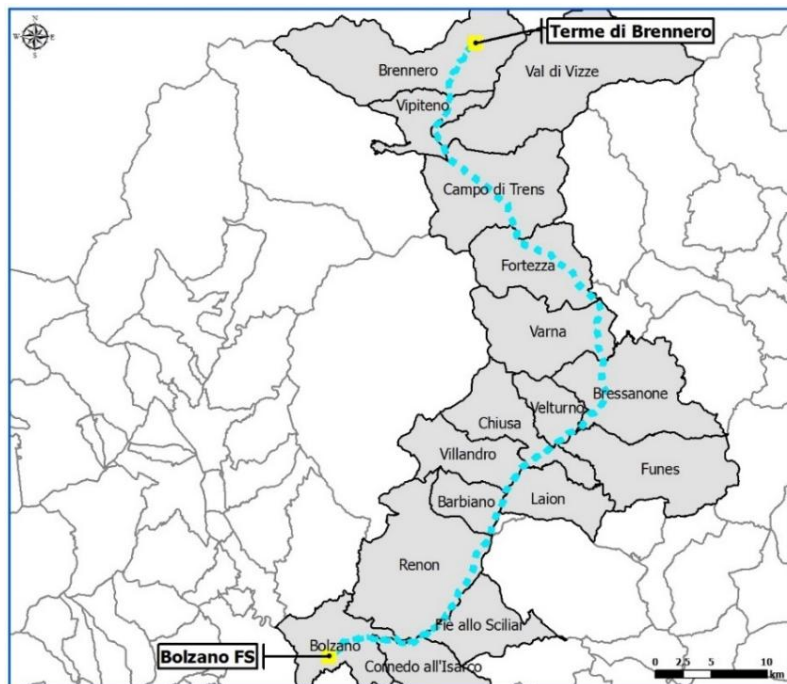 N
W E
S
Terme di Brennero
Brennero
Val di Vizze
Vipiteno
Campo di Trens
Fortezza
Varna
Bressanone
Velturno
Chiusa
Villandro
Funes
Barbiano
Laion
Renon
Fiè allo Sciliar
Bolzano
Bolzano FS
Cornedo all'Isarco
0 2,5 5 10
km